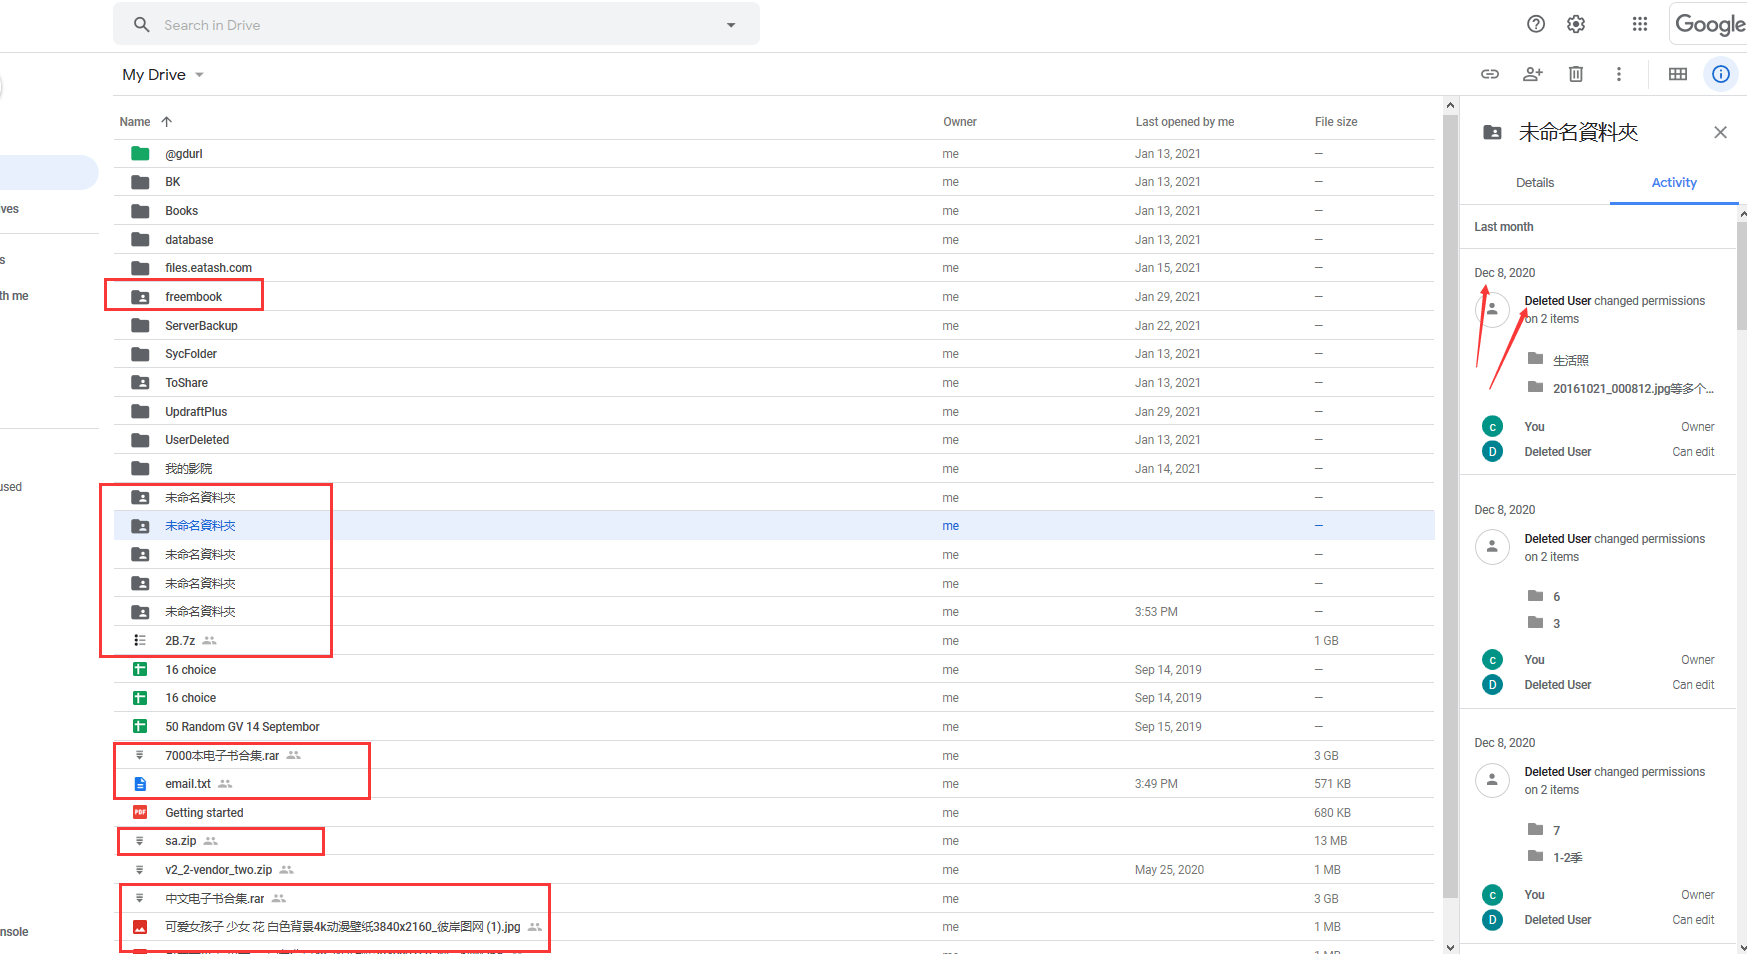 Search in Drive
Google
My Drive
Name
Owner
Last opened by me
File size
@gdurl me Jan 13, 2021 —
BK me Jan 13, 2021 —
Books me Jan 13, 2021 —
database me Jan 13, 2021 —
files.eatash.com me Jan 15, 2021 —
freembook me Jan 29, 2021 —
ServerBackup me Jan 22, 2021 —
SycFolder me Jan 13, 2021 —
ToShare me Jan 13, 2021 —
UpdraftPlus me Jan 29, 2021 —
UserDeleted me Jan 13, 2021 —
我的影院 me Jan 14, 2021 —
未命名資料夾 me —
未命名資料夾 me —
未命名資料夾 me —
未命名資料夾 me —
未命名資料夾 me 3:53 PM —
2B.7z me 1 GB
16 choice me Sep 14, 2019 —
16 choice me Sep 14, 2019 —
50 Random GV 14 Septembor me Sep 15, 2019 —
7000本电子书合集.rar me 3 GB
email.txt me 3:49 PM 571 KB
PDF Getting started me 680 KB
sa.zip me 13 MB
v2_2-vendor_two.zip me May 25, 2020 1 MB
中文电子书合集.rar me 3 GB
可爱女孩子 少女 花 白色背景4k动漫壁纸3840x2160_彼岸图网 (1).jpg me 1 MB
me 1 MB
ves
s
th me
used
nsole
未命名資料夾
Details
Activity
Last month
Dec 8, 2020
Deleted User changed permissions
on 2 items
生活照
20161021_000812.jpg等多个...
C You Owner
D Deleted User Can edit
Dec 8, 2020
Deleted User changed permissions
on 2 items
6
3
C You Owner
D Deleted User Can edit
Dec 8, 2020
Deleted User changed permissions
on 2 items
7
1-2季
C You Owner
D Deleted User Can edit